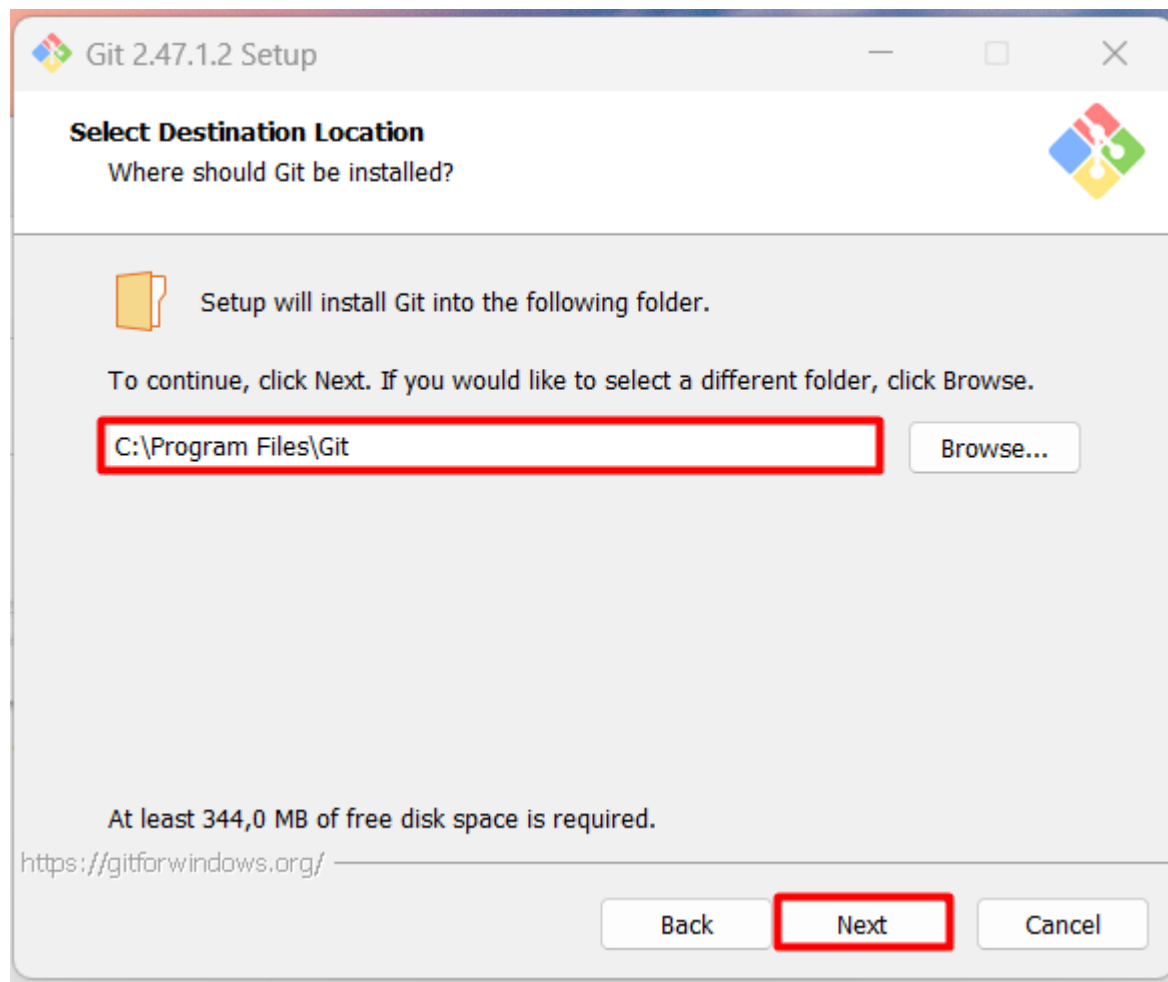 Git 2.47.1.2 Setup
Select Destination Location
Where should Git be installed?
Setup will install Git into the following folder.
To continue, click Next. If you would like to select a different folder, click Browse.
C:\Program Files\Git
Browse...
At least 344,0 MB of free disk space is required.
https://gitforwindows.org/
Back
Next
Cancel